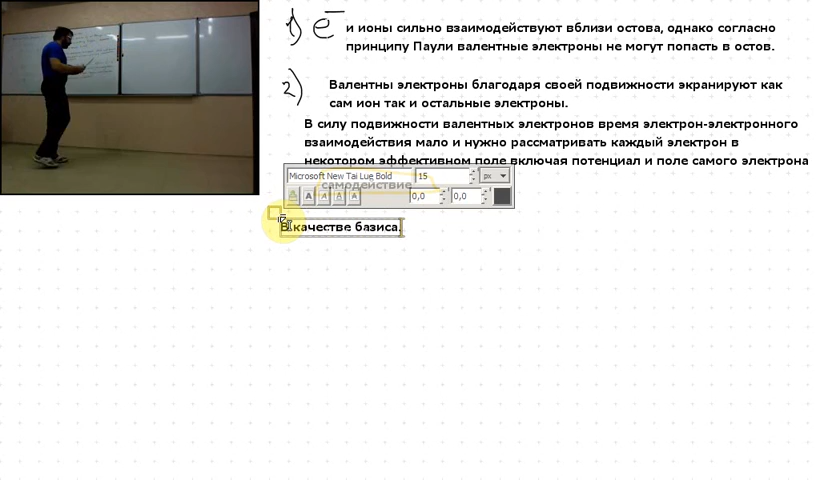 1) e̅ и ионы сильно взаимодействуют вблизи остова, однако согласно
принципу Паули валентные электроны не могут попасть в остов.
2) Валентны электроны благодаря своей подвижности экранируют как
сам ион так и остальные электроны.
В силу подвижности валентных электронов время электрон-электронного
взаимодействия мало и нужно рассматривать каждый электрон в
некотором эффективном поле включая потенциал и поле самого электрона
Microsoft New Tai Lue Bold 15 px
самодействие
A A A A A 0,0 0,0
В качестве базиса.